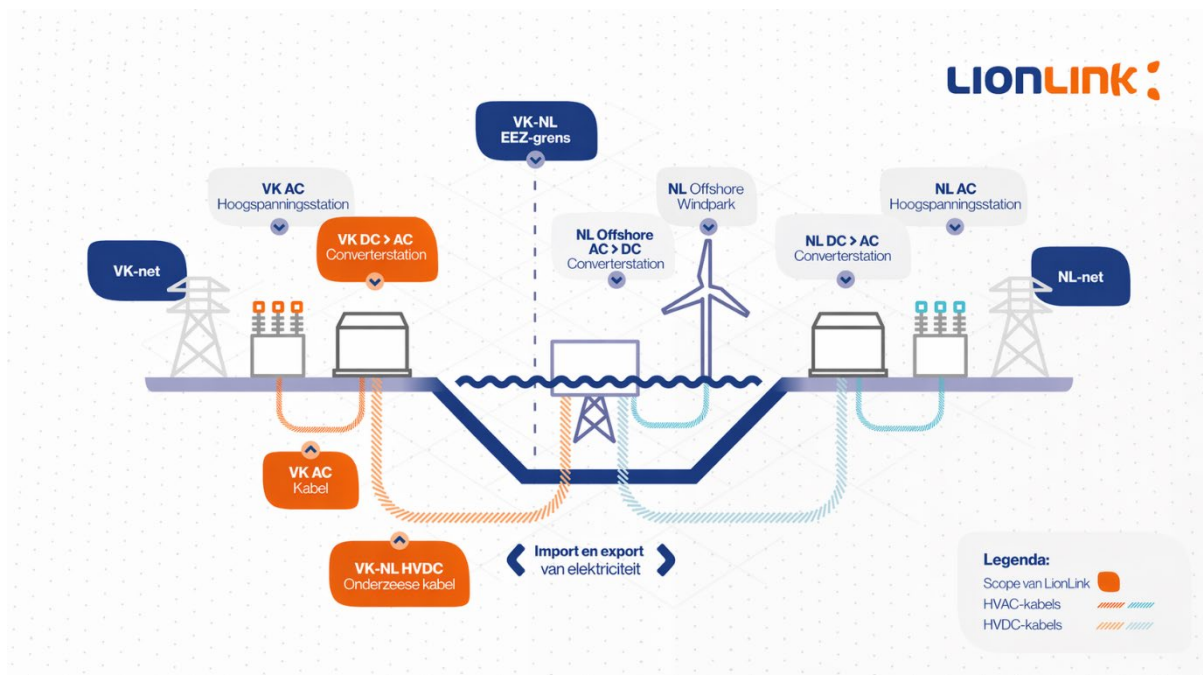 LIONLINK
VK-NL
EEZ-grens
VK AC
Hoogspanningsstation
NL Offshore
Windpark
NL AC
Hoogspanningsstation
VK DC > AC
Converterstation
NL Offshore
AC > DC
Converterstation
NL DC > AC
Converterstation
VK-net
NL-net
VK AC
Kabel
VK-NL HVDC
Onderzeese kabel
Import en export
van elektriciteit
Legenda:
Scope van LionLink
HVAC-kabels
HVDC-kabels